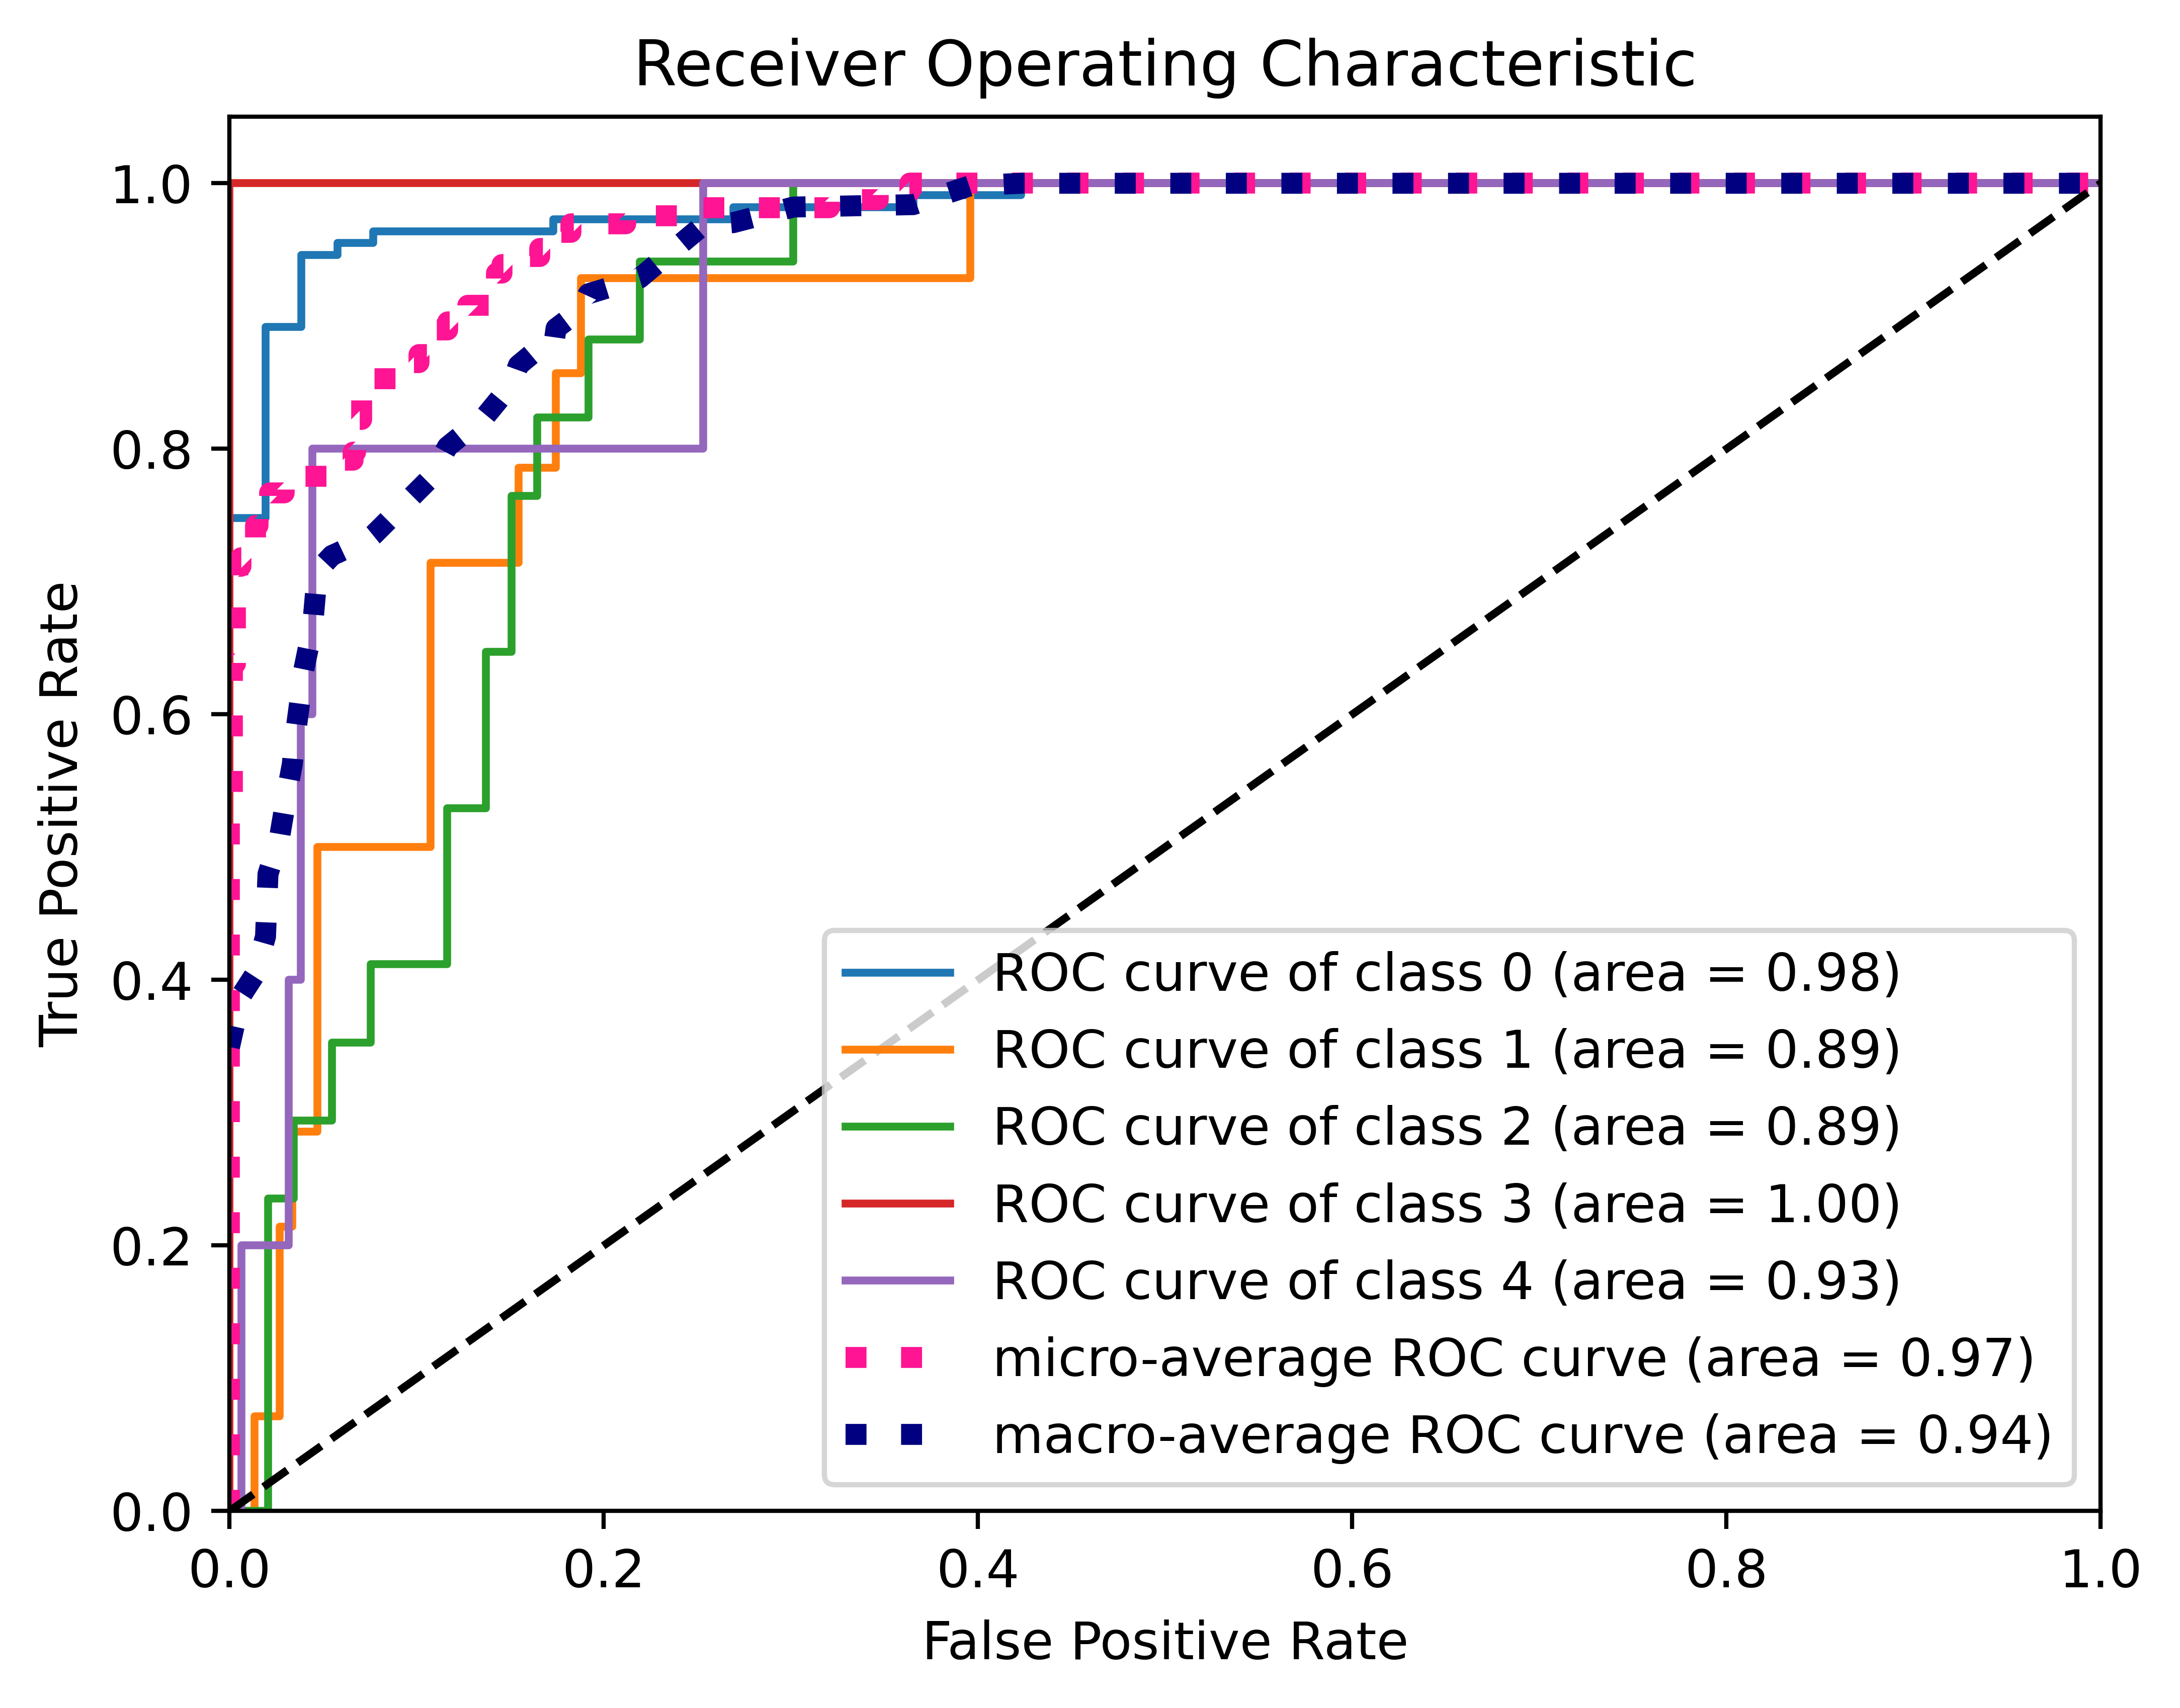 Receiver Operating Characteristic
1.0
0.8
0.6
0.4
0.2
0.0
True Positive Rate
ROC curve of class 0 (area = 0.98)
ROC curve of class 1 (area = 0.89)
ROC curve of class 2 (area = 0.89)
ROC curve of class 3 (area = 1.00)
ROC curve of class 4 (area = 0.93)
micro-average ROC curve (area = 0.97)
macro-average ROC curve (area = 0.94)
0.0 0.2 0.4 0.6 0.8 1.0
False Positive Rate